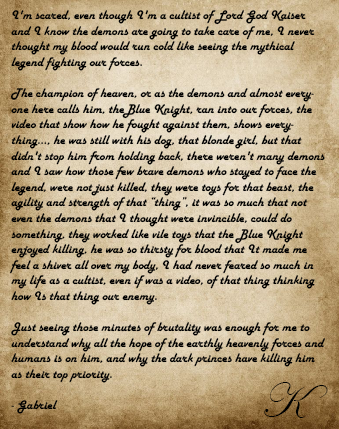 I'm scared, even though I'm a cultist of Lord God Kaiser
and I know the demons are going to take care of me, I never
thought my blood would run cold like seeing the mythical
legend fighting our forces.

The champion of heaven, or as the demons and almost every-
one here calls him, theBlue Knight, ran into our forces, the
video that show how he fought against them, shows every-
thing..., he was still with his dog, that blonde girl, but that
didn't stop him from holding back, there weren't many demons
and I saw how those few brave demons who stayed to face the
legend, were not just killed, they were toys for that beast, the
agility and strength of that "thing", it was so much that not
even the demons that I thought were invincible, could do
something, they worked like vile toys that the Blue Knight
enjoyed killing, he was so thirsty for blood that It made me
feel a shiver all over my body, I had never feared so much in
my life as a cultist, even if was a video, of that thing thinking
how Is that thing our enemy.

Just seeing those minutes of brutality was enough for me to
understand why all the hope of the earthly heavenly forces and
humans is on him, and why the dark princes have killing him
as their top priority.

- Gabriel
K